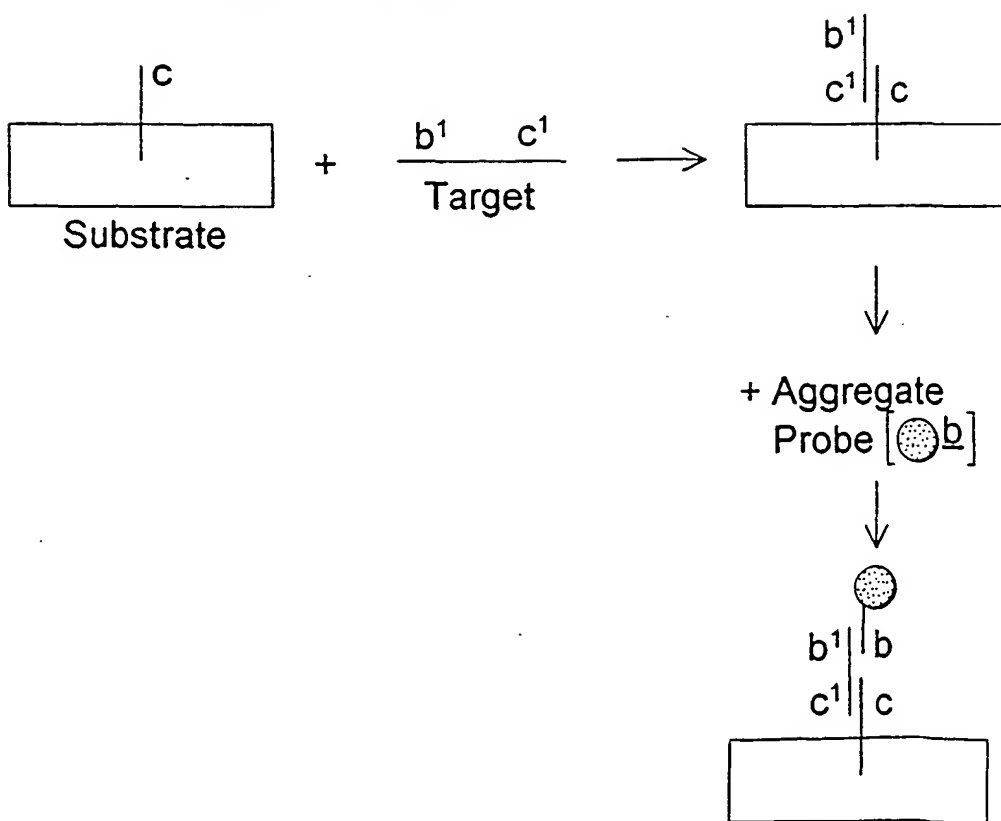 c
Substrate
+
b¹ c¹
Target
b¹
c¹ c
+ Aggregate
Probe [ b]
b¹ b
c¹ c